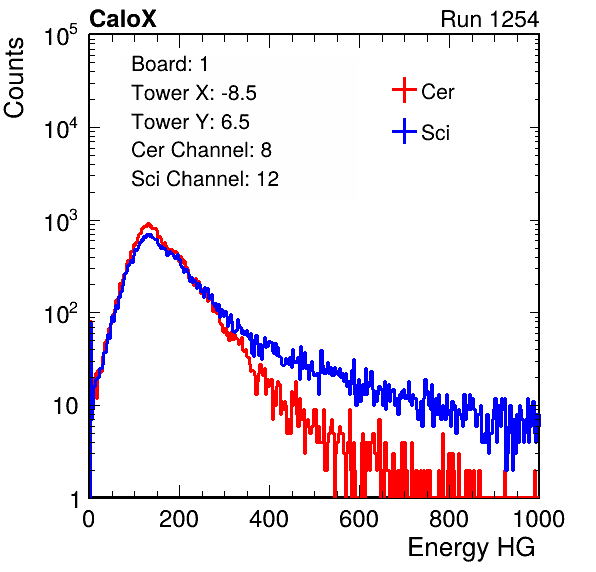 CaloX Run 1254
Counts
10^5
10^4
10^3
10^2
10
1
Board: 1
Tower X: -8.5
Tower Y: 6.5
Cer Channel: 8
Sci Channel: 12
Cer
Sci
0 200 400 600 800 1000
Energy HG